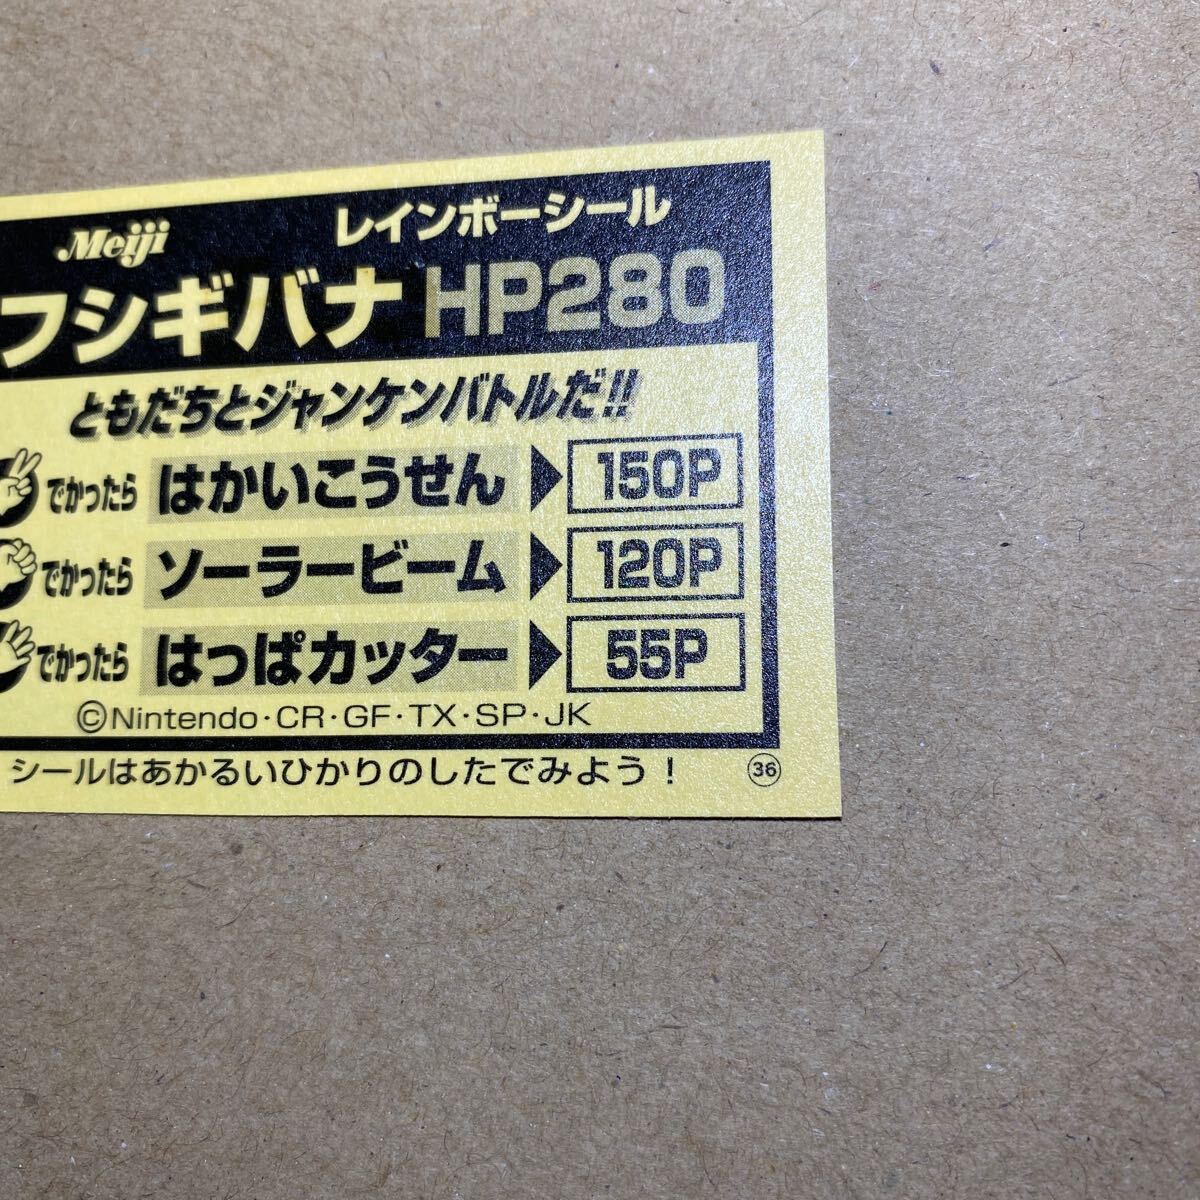 Meiji レインボーシール
フシギバナ HP280
ともだちとジャンケンバトルだ!!
でかったら はかいこうせん ▶ 150P
でかったら ソーラービーム ▶ 120P
でかったら はっぱカッター ▶ 55P
©Nintendo・CR・GF・TX・SP・JK
シールはあかるいひかりのしたでみよう! ㊱